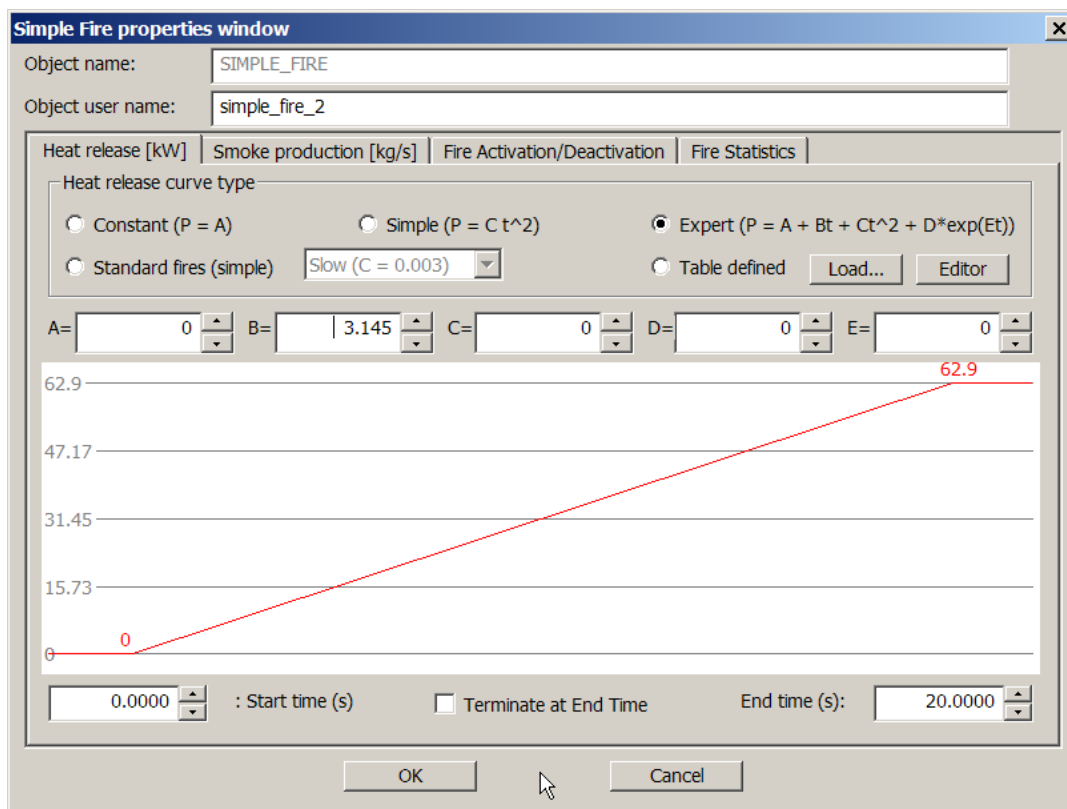 Simple Fire properties window
Object name: SIMPLE_FIRE
Object user name: simple_fire_2
Heat release [kW] Smoke production [kg/s] Fire Activation/Deactivation Fire Statistics
Heat release curve type
Constant (P = A) Simple (P = C t^2) Expert (P = A + Bt + Ct^2 + D*exp(Et))
Standard fires (simple) Slow (C = 0.003) Table defined Load... Editor
A= 0 B= 3.145 C= 0 D= 0 E= 0
62.9
62.9
47.17
31.45
15.73
0
0
0.0000 : Start time (s) Terminate at End Time End time (s): 20.0000
OK Cancel